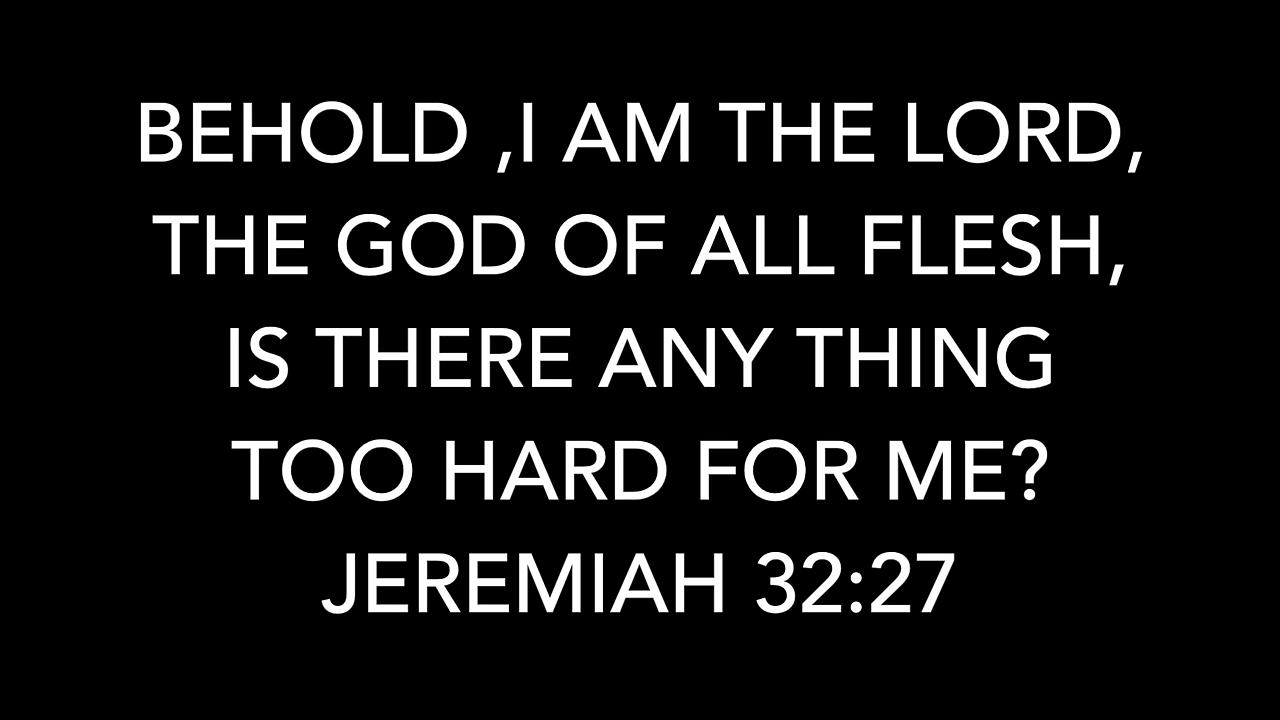 BEHOLD ,I AM THE LORD,
THE GOD OF ALL FLESH,
IS THERE ANY THING
TOO HARD FOR ME?
JEREMIAH 32:27